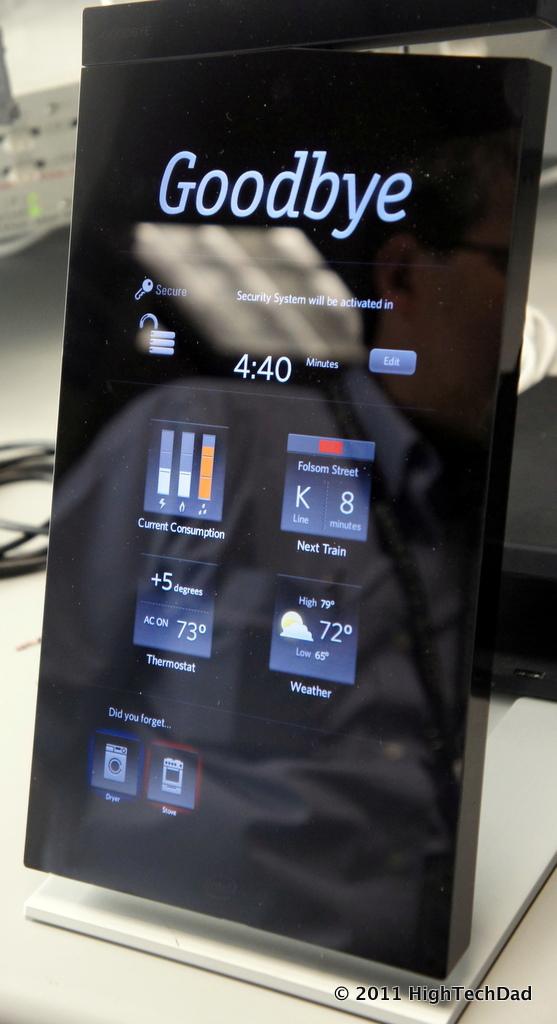 Goodbye
Secure
Security System will be activated in
4:40 Minutes Edit
Current Consumption
Folsom Street
K 8
Line minutes
Next Train
+5 degrees
AC ON 73°
Thermostat
High 79°
72°
Low 65°
Weather
Did you forget...
Dryer Stove
© 2011 HighTechDad